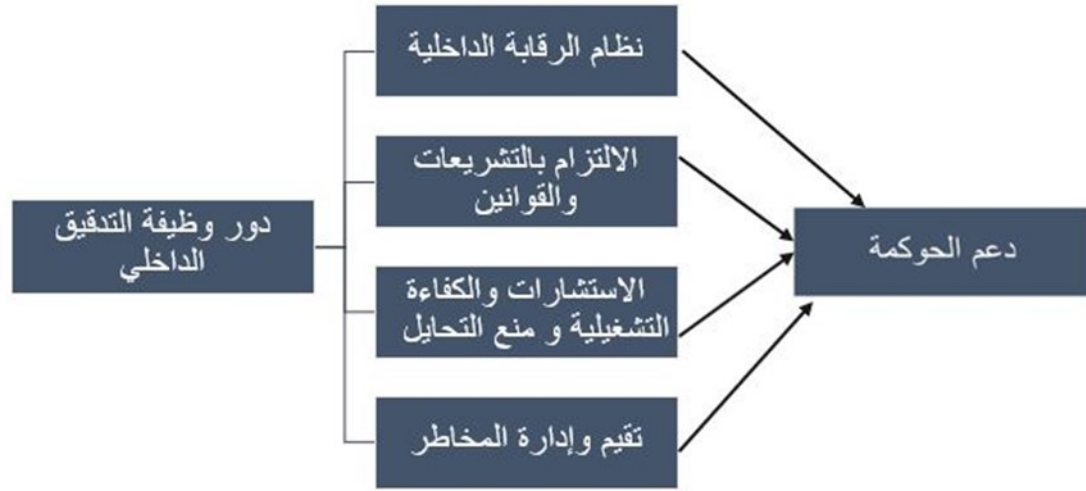 نظام الرقابة الداخلية
الالتزام بالتشريعات
والقوانين
دور وظيفة التدقيق
الداخلي
دعم الحوكمة
الاستشارات والكفاءة
التشغيلية و منع التحايل
تقيم وإدارة المخاطر